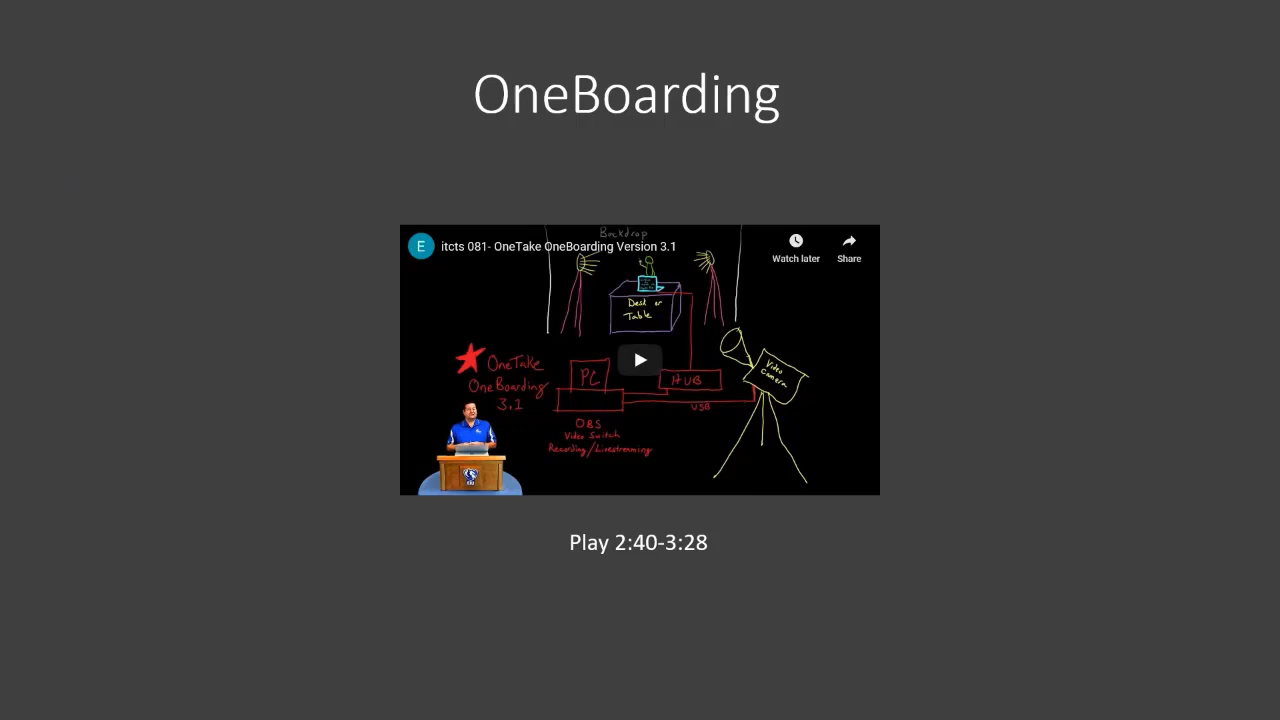 OneBoarding
Backdrop
E
itcts 081- OneTake OneBoarding Version 3.1
Watch later
Share
Desk or
Table
Video
Camera
OneTake
OneBoarding
3.1
PC
HUB
USB
OBS
Video Switch
Recording/Livestreaming
EIU
Play 2:40-3:28